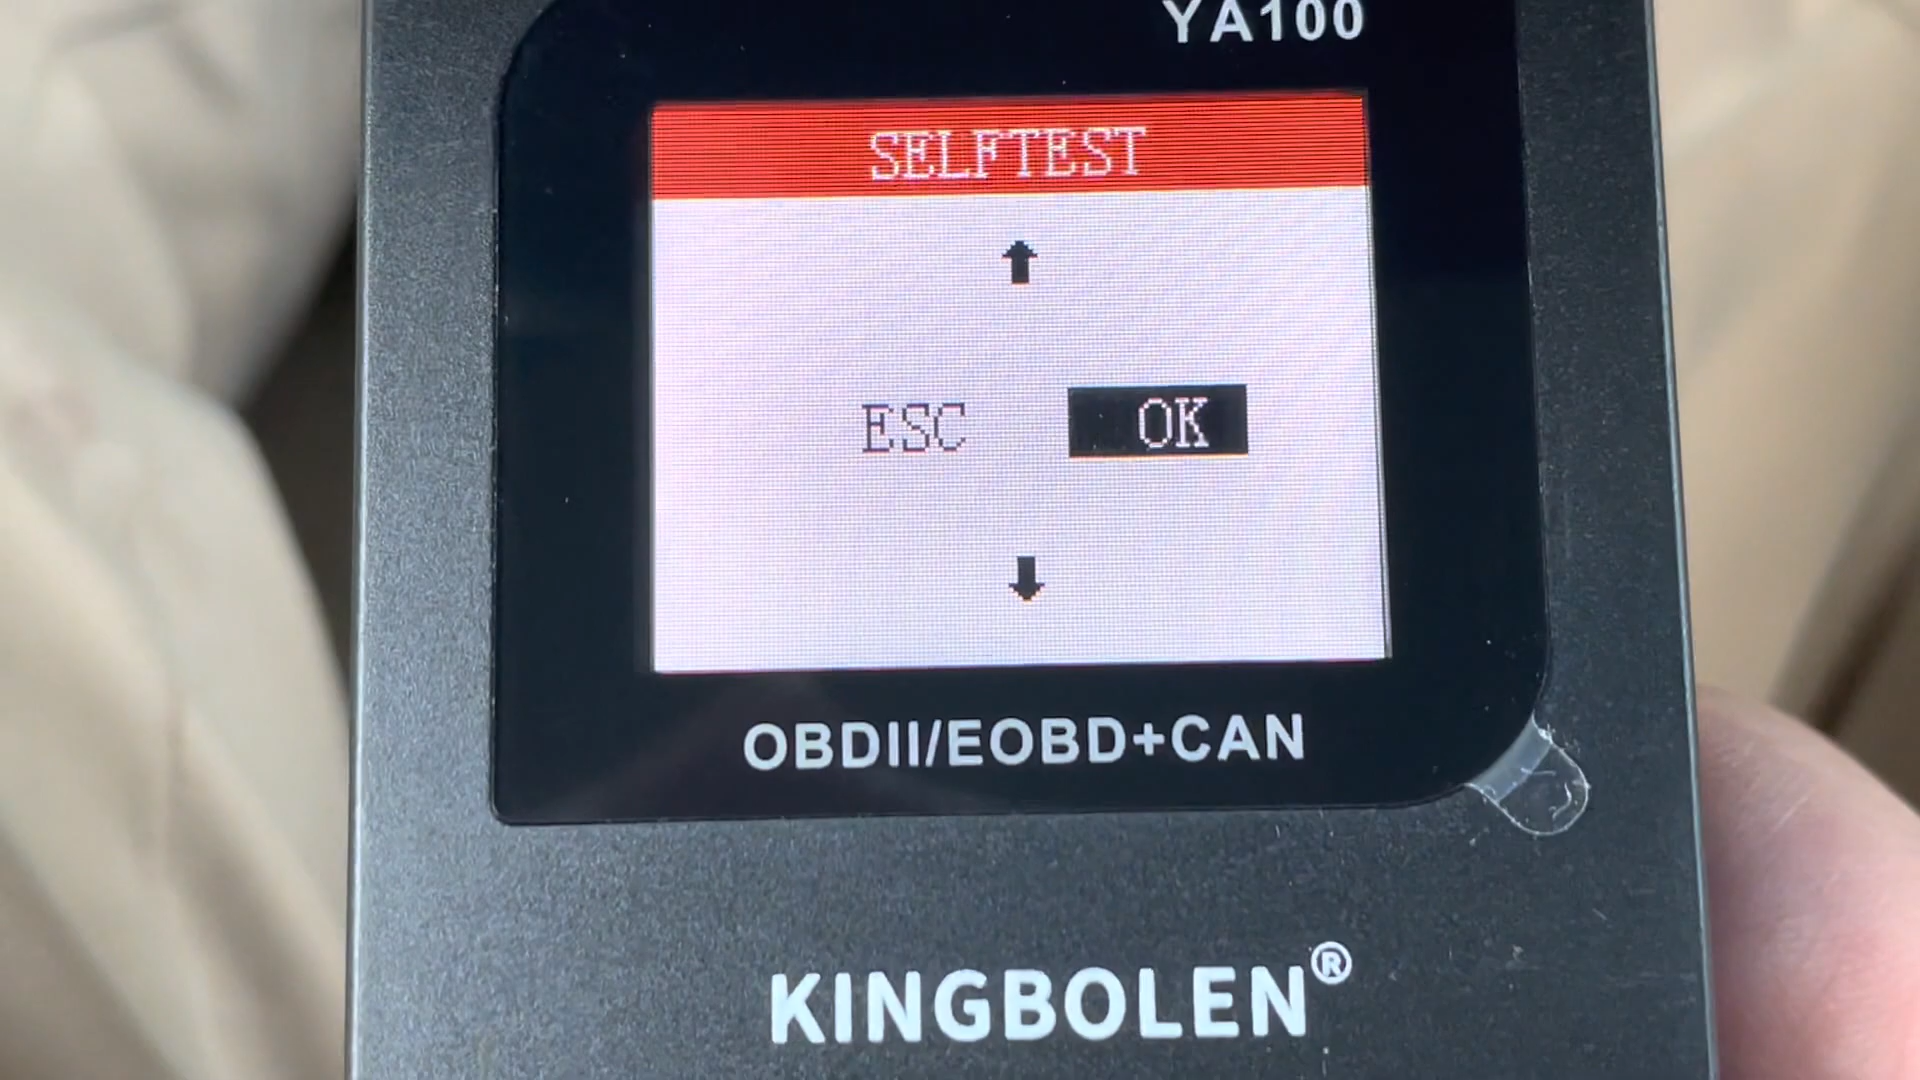 YA100
SELFTEST
↑
ESC OK
↓
OBDII/EOBD+CAN
KINGBOLEN®